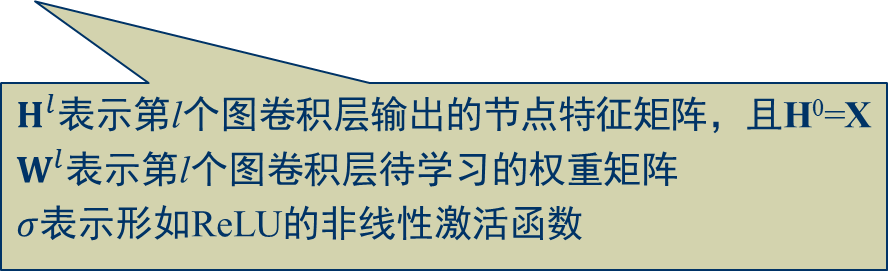 𝐇ˡ表示第l个图卷积层输出的节点特征矩阵，且H⁰=X
𝐖ˡ表示第l个图卷积层待学习的权重矩阵
σ表示形如ReLU的非线性激活函数